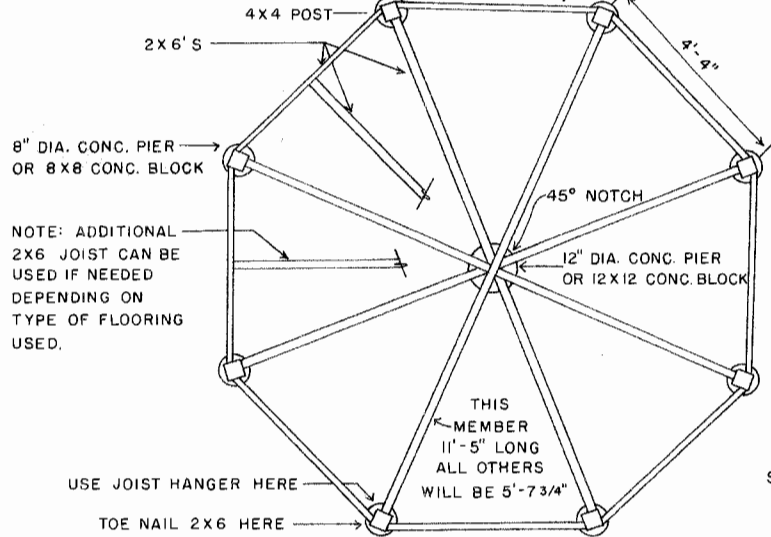 4X4 POST
2X6'S
4'-4"
8" DIA. CONC. PIER
OR 8X8 CONC. BLOCK
45° NOTCH
NOTE: ADDITIONAL
2X6 JOIST CAN BE
USED IF NEEDED
DEPENDING ON
TYPE OF FLOORING
USED.
12" DIA. CONC. PIER
OR 12X12 CONC. BLOCK
THIS
MEMBER
11'-5" LONG
ALL OTHERS
WILL BE 5'-7 3/4"
USE JOIST HANGER HERE
TOE NAIL 2X6 HERE
S